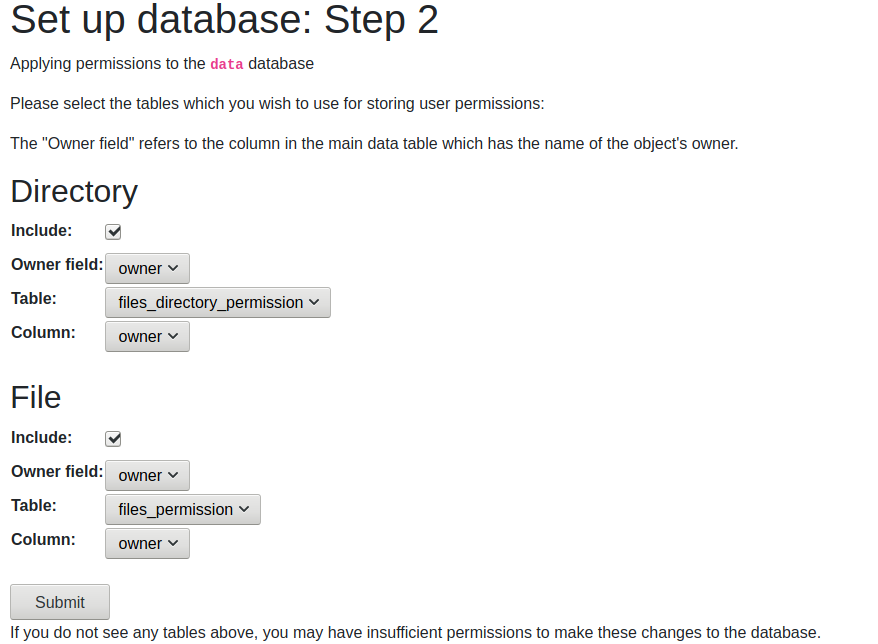 Set up database: Step 2
Applying permissions to the data database
Please select the tables which you wish to use for storing user permissions:
The "Owner field" refers to the column in the main data table which has the name of the object's owner.
Directory
Include:
Owner field: owner
Table: files_directory_permission
Column: owner
File
Include:
Owner field: owner
Table: files_permission
Column: owner
Submit
If you do not see any tables above, you may have insufficient permissions to make these changes to the database.